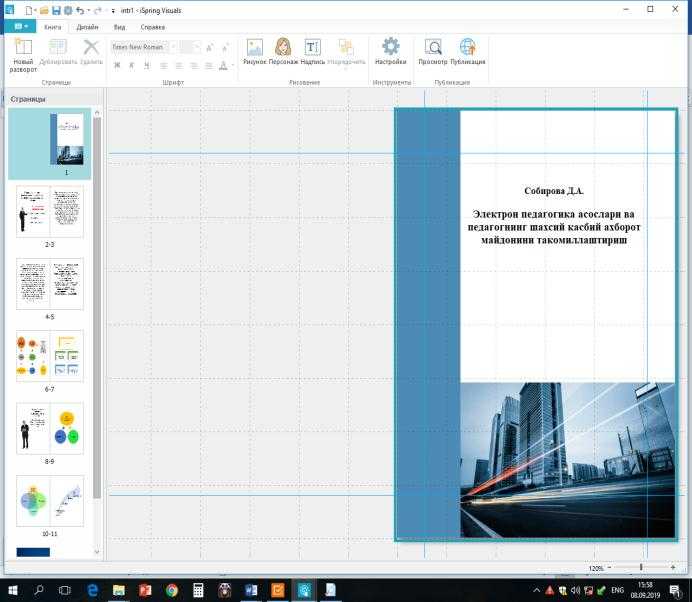 intr1 - iSpring Visuals
Книга Дизайн Вид Справка
Новый разворот
Дублировать
Удалить
Страницы
Times New Roman
Ж К Ч
Шрифт
Рисунок Персонаж Надпись Упорядочить
Рисование
Настройки
Инструменты
Просмотр Публикация
Публикация
Страницы
1
2-3
4-5
6-7
8-9
10-11
Собирова Д.А.
Электрон педагогика асослари ва
педагогнинг шахсий касбий ахборот
майдонини такомиллаштириш
120%
ENG
15:58
08.09.2019